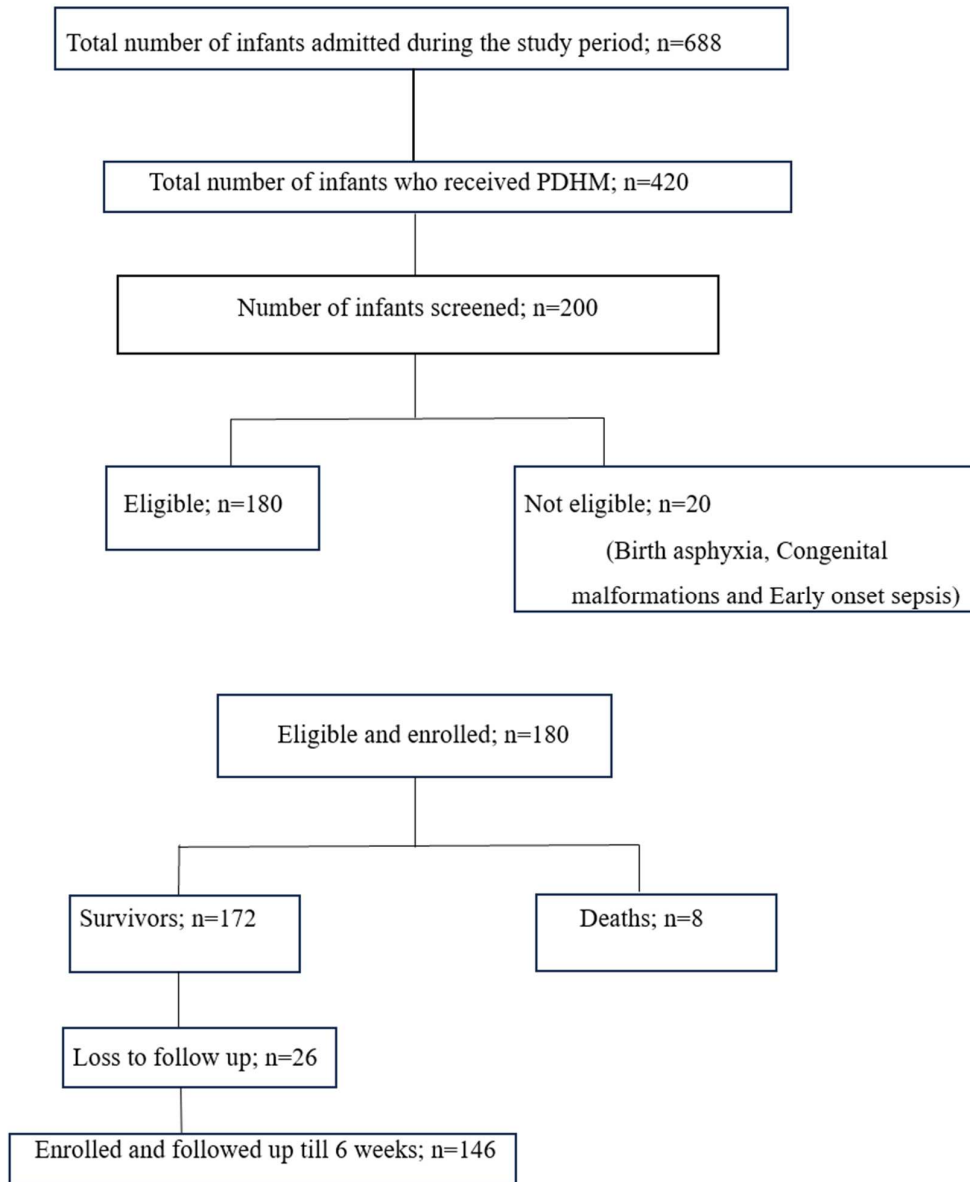 Total number of infants admitted during the study period; n=688
Total number of infants who received PDHM; n=420
Number of infants screened; n=200
Eligible; n=180
Not eligible; n=20
(Birth asphyxia, Congenital
malformations and Early onset sepsis)
Eligible and enrolled; n=180
Survivors; n=172
Deaths; n=8
Loss to follow up; n=26
Enrolled and followed up till 6 weeks; n=146